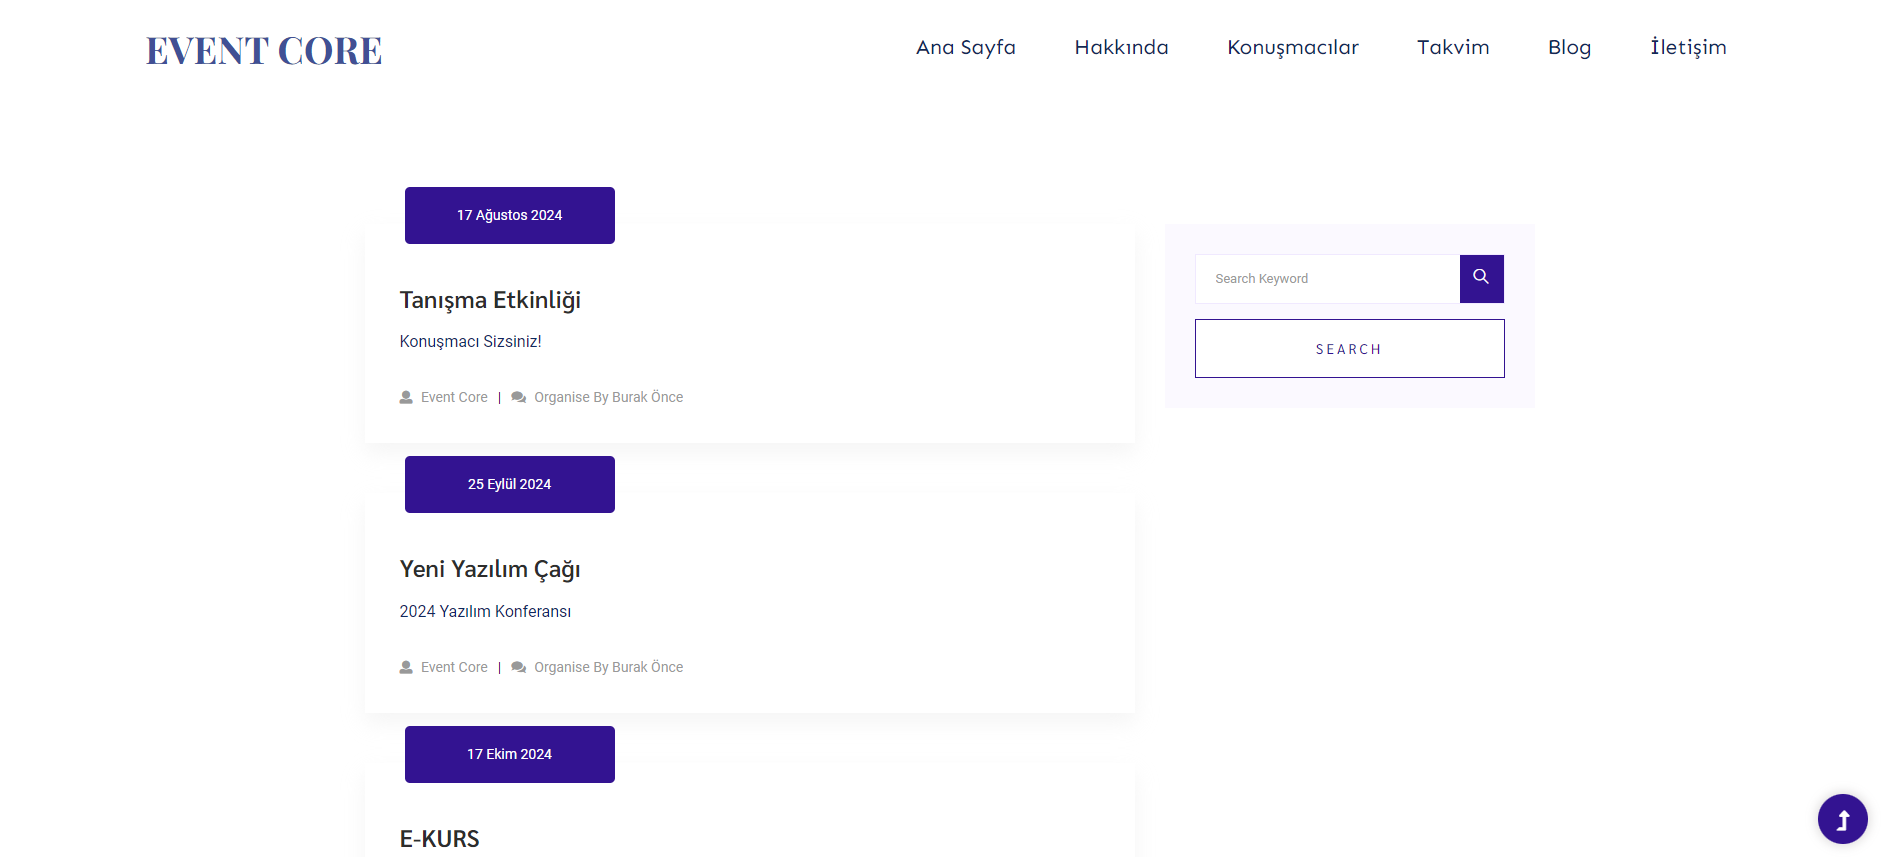 EVENT CORE
Ana Sayfa Hakkında Konuşmacılar Takvim Blog İletişim
17 Ağustos 2024
Tanışma Etkinliği
Konuşmacı Sizsiniz!
Event Core | Organise By Burak Önce
Search Keyword
SEARCH
25 Eylül 2024
Yeni Yazılım Çağı
2024 Yazılım Konferansı
Event Core | Organise By Burak Önce
17 Ekim 2024
E-KURS